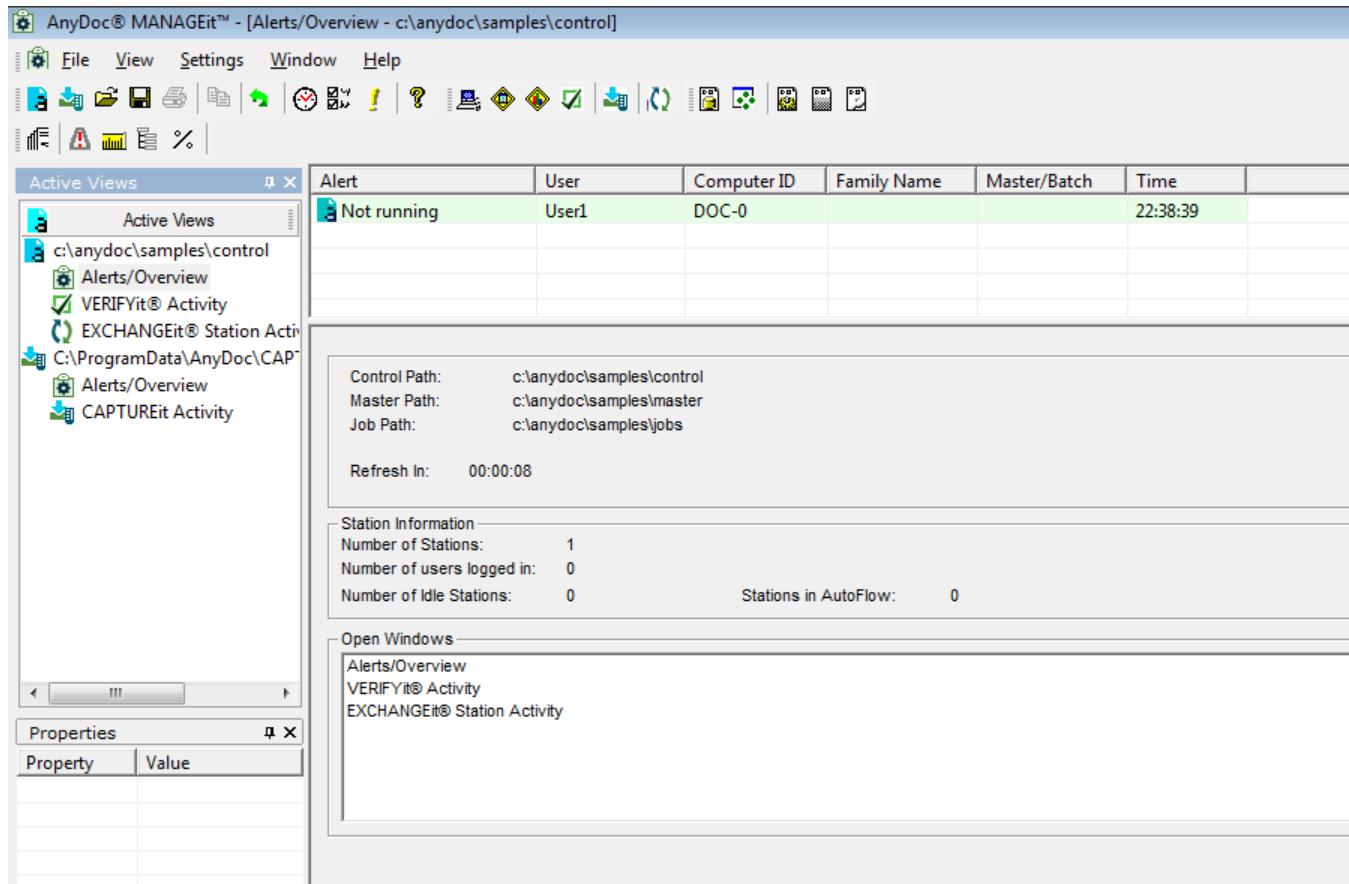 AnyDoc® MANAGEit™ - [Alerts/Overview - c:\anydoc\samples\control]
File View Settings Window Help
Active Views
Active Views
c:\anydoc\samples\control
Alerts/Overview
VERIFYit® Activity
EXCHANGEit® Station Activ
C:\ProgramData\AnyDoc\CAPT
Alerts/Overview
CAPTUREit Activity
Properties
Property Value
Alert User Computer ID Family Name Master/Batch Time
Not running User1 DOC-0 22:38:39
Control Path: c:\anydoc\samples\control
Master Path: c:\anydoc\samples\master
Job Path: c:\anydoc\samples\jobs
Refresh In: 00:00:08
Station Information
Number of Stations: 1
Number of users logged in: 0
Number of Idle Stations: 0 Stations in AutoFlow: 0
Open Windows
Alerts/Overview
VERIFYit® Activity
EXCHANGEit® Station Activity